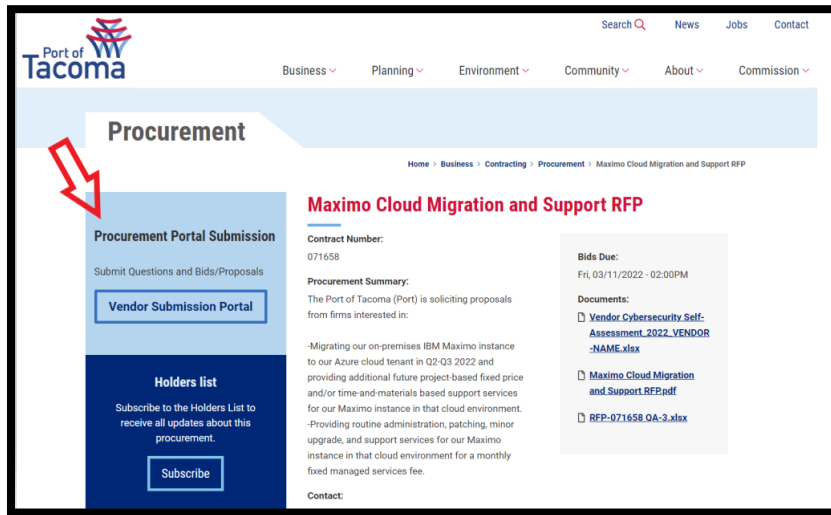 Port of
Tacoma
Search
News
Jobs
Contact
Business
Planning
Environment
Community
About
Commission
Procurement
Home > Business > Contracting > Procurement > Maximo Cloud Migration and Support RFP
Procurement Portal Submission
Submit Questions and Bids/Proposals
Vendor Submission Portal
Holders list
Subscribe to the Holders List to
receive all updates about this
procurement.
Subscribe
Maximo Cloud Migration and Support RFP
Contract Number:
071658
Procurement Summary:
The Port of Tacoma (Port) is soliciting proposals
from firms interested in:
-Migrating our on-premises IBM Maximo instance
to our Azure cloud tenant in Q2-Q3 2022 and
providing additional future project-based fixed price
and/or time-and-materials based support services
for our Maximo instance in that cloud environment.
-Providing routine administration, patching, minor
upgrade, and support services for our Maximo
instance in that cloud environment for a monthly
fixed managed services fee.
Contact:
Bids Due:
Fri, 03/11/2022 - 02:00PM
Documents:
Vendor Cybersecurity Self-
Assessment_2022_VENDOR
-NAME.xlsx
Maximo Cloud Migration
and Support RFP.pdf
RFP-071658 QA-3.xlsx